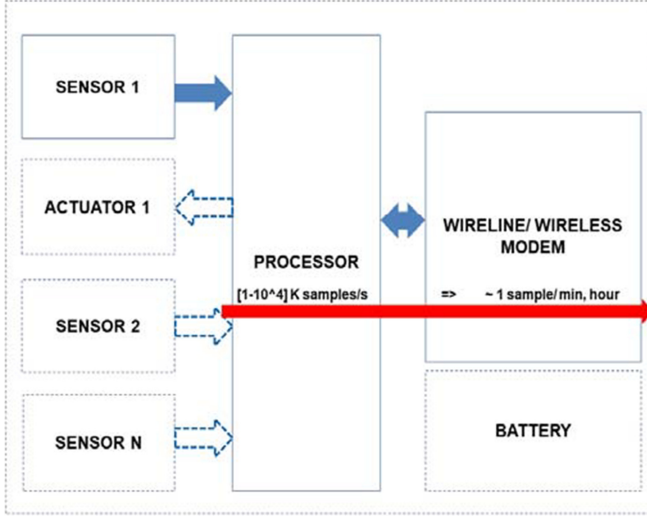 SENSOR 1
ACTUATOR 1
SENSOR 2
SENSOR N
PROCESSOR
[1-10^4] K samples/s
WIRELINE/ WIRELESS
MODEM
=> ~ 1 sample/ min, hour
BATTERY